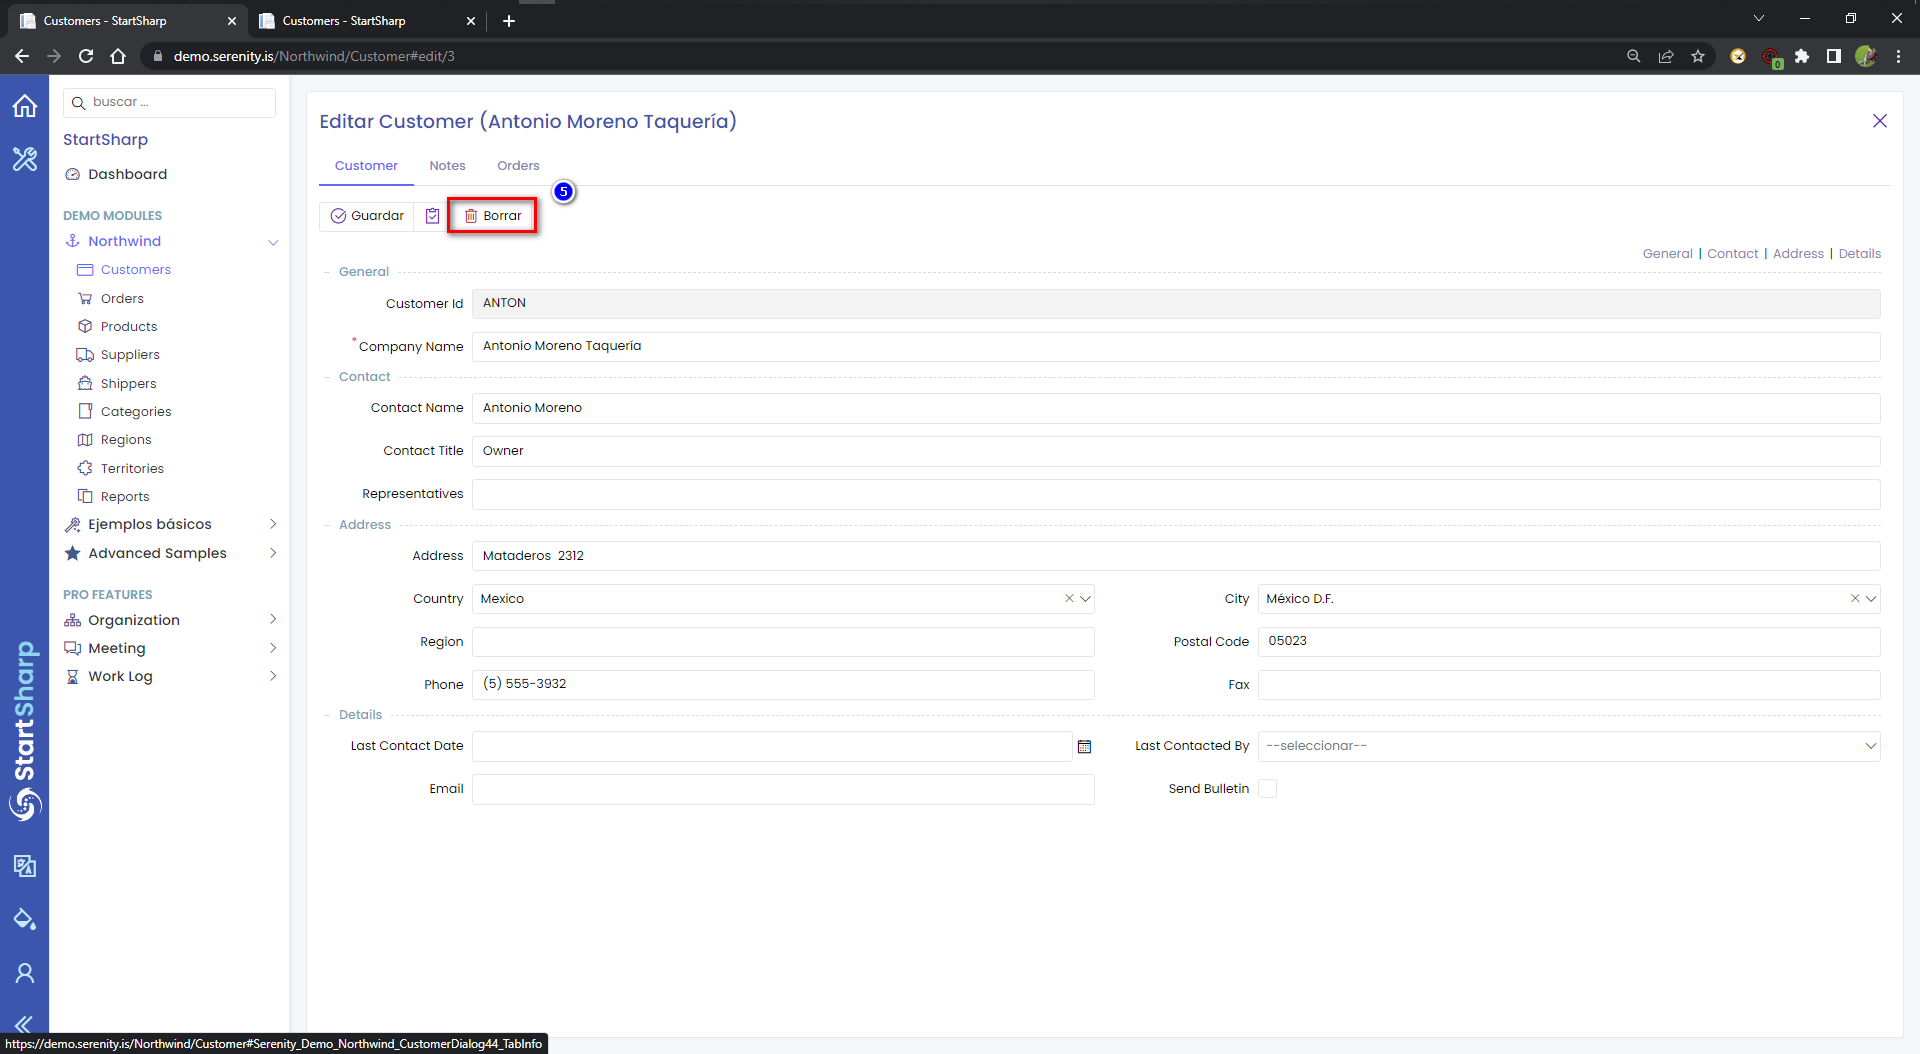 Customers - StartSharp
Customers - StartSharp
demo.serenity.is/Northwind/Customer#edit/3
0
buscar ...
StartSharp
Dashboard
DEMO MODULES
Northwind
Customers
Orders
Products
Suppliers
Shippers
Categories
Regions
Territories
Reports
Ejemplos básicos
Advanced Samples
PRO FEATURES
Organization
Meeting
Work Log
StartSharp
Editar Customer (Antonio Moreno Taquería)
Customer Notes Orders
5
Guardar Borrar
General | Contact | Address | Details
General
Customer Id ANTON
* Company Name Antonio Moreno Taquería
Contact
Contact Name Antonio Moreno
Contact Title Owner
Representatives
Address
Address Mataderos 2312
Country Mexico City México D.F.
Region Postal Code 05023
Phone (5) 555-3932 Fax
Details
Last Contact Date Last Contacted By --seleccionar--
Email Send Bulletin
https://demo.serenity.is/Northwind/Customer#Serenity_Demo_Northwind_CustomerDialog44_TabInfo